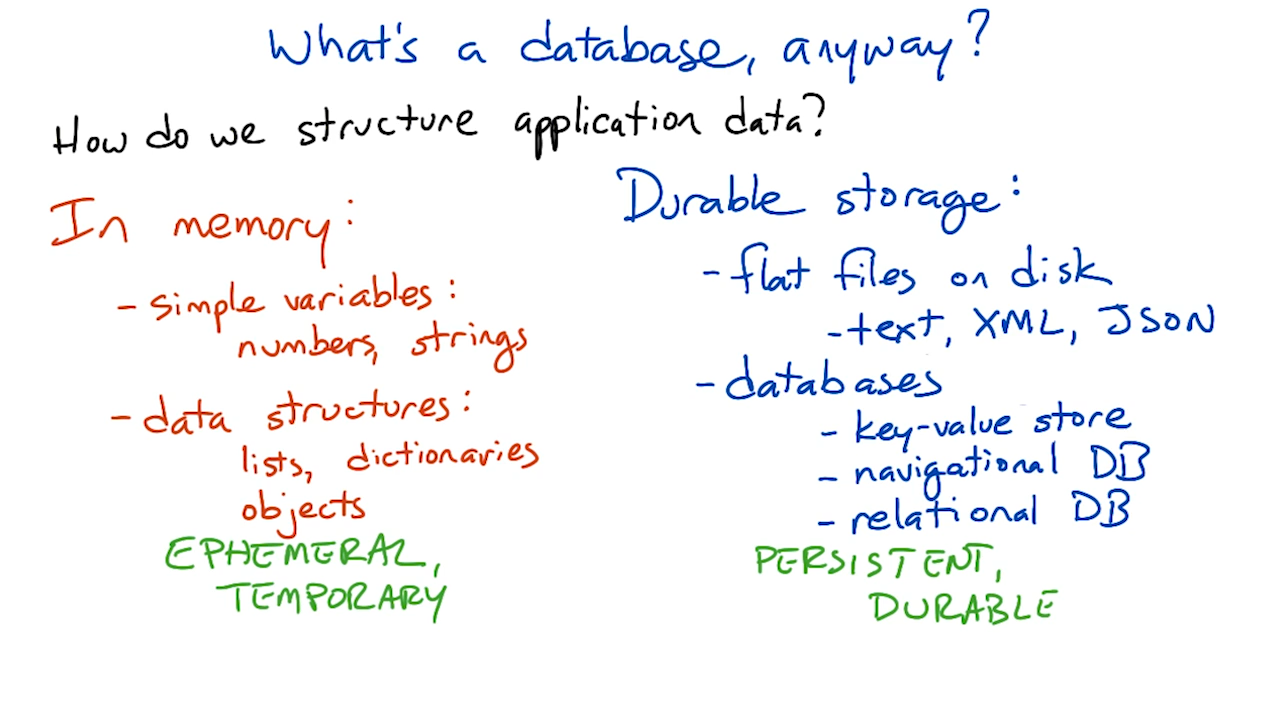 What's a database, anyway?
How do we structure application data?
In memory:
- simple variables:
numbers, strings
- data structures:
lists, dictionaries
objects
EPHEMERAL,
TEMPORARY
Durable storage:
- flat files on disk
- text, XML, JSON
- databases
- key-value store
- navigational DB
- relational DB
PERSISTENT,
DURABLE